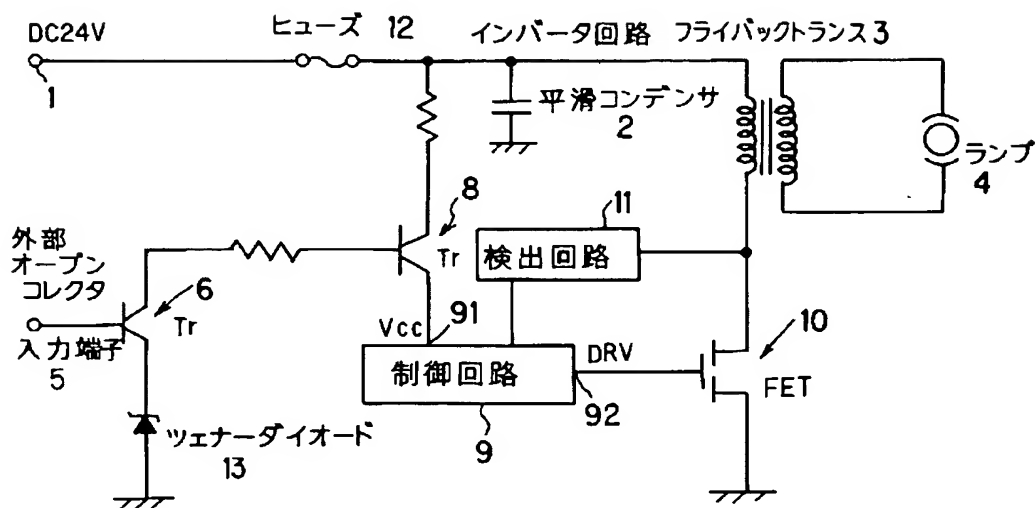 DC24V
1
ヒューズ 12
インバータ回路
フライバックトランス3
平滑コンデンサ
2
ランプ
4
8
Tr
11
検出回路
外部
オープン
コレクタ
6
Tr
入力端子
5
Vcc
91
制御回路
DRV
92
9
10
FET
ツェナーダイオード
13